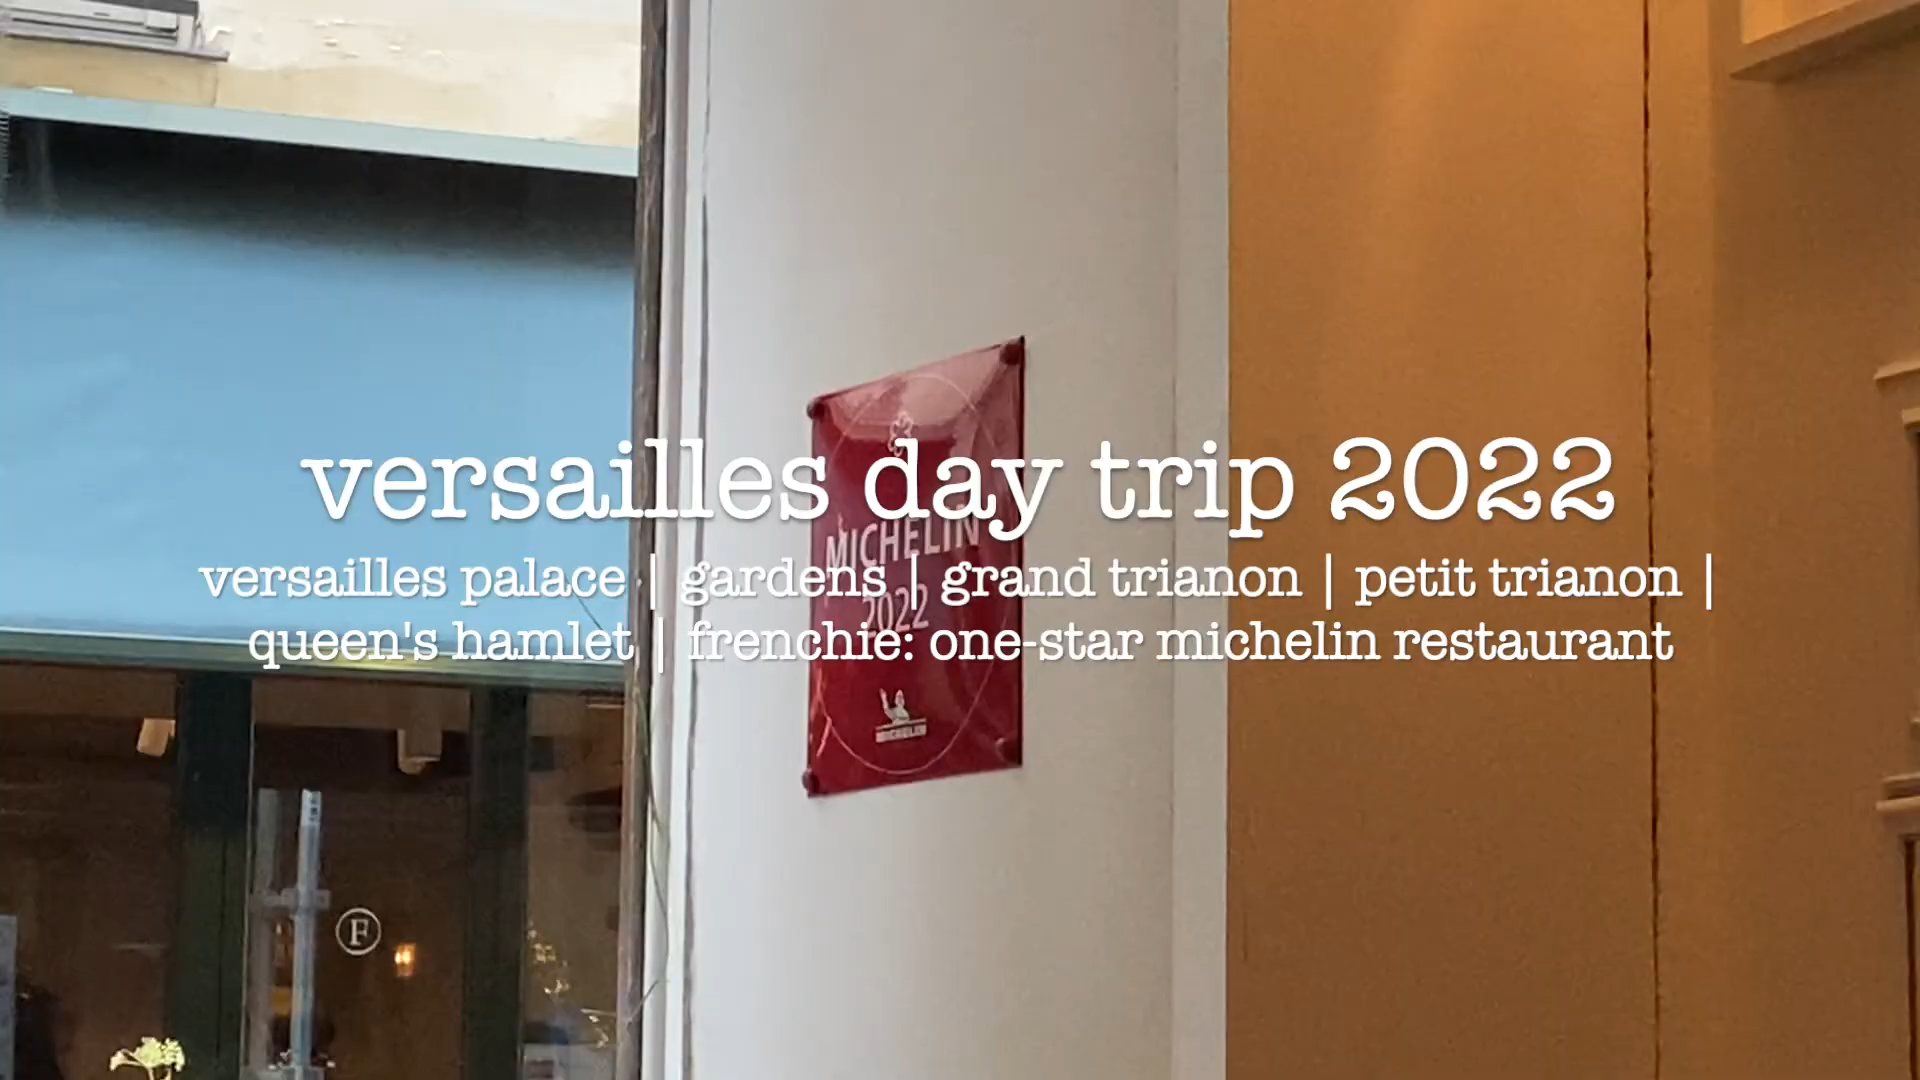 versailles day trip 2022
versailles palace | gardens | grand trianon | petit trianon |
queen's hamlet | frenchie: one-star michelin restaurant
MICHELIN
2022
MICHELIN
F